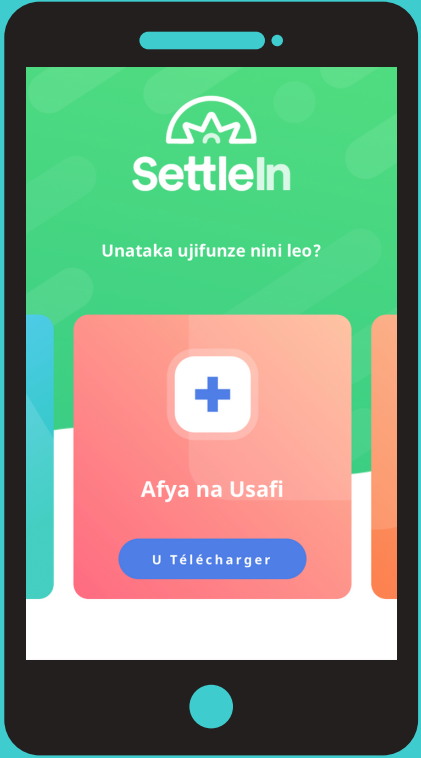 SettleIn
Unataka ujifunze nini leo?
Afya na Usafi
U Télécharger